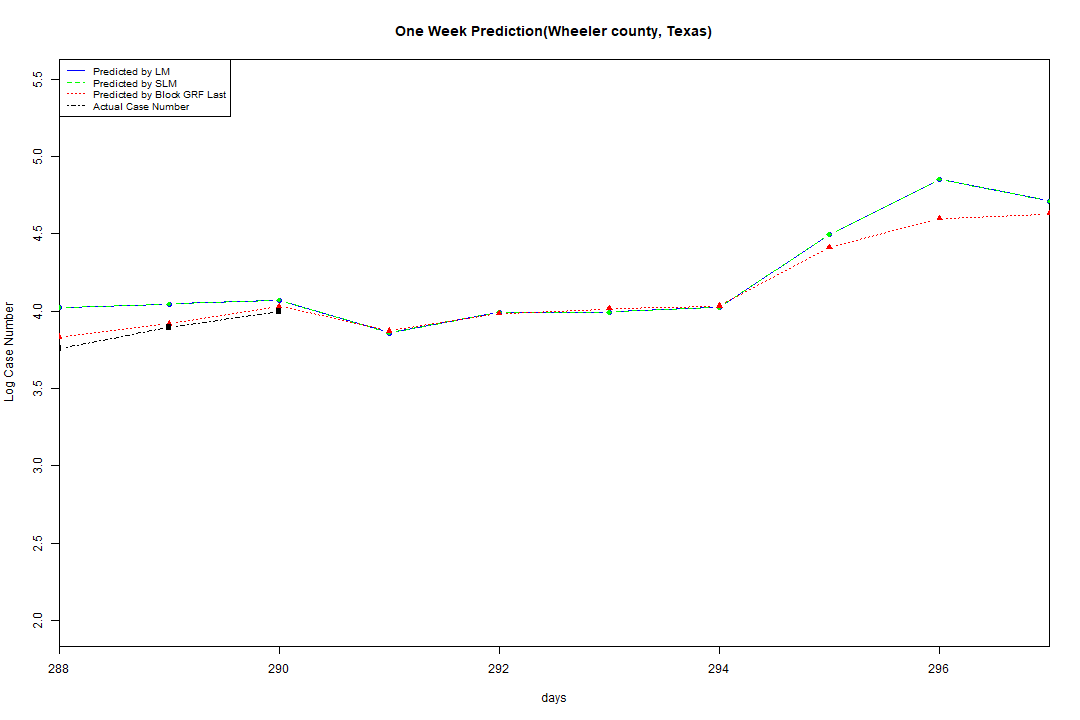 One Week Prediction(Wheeler county, Texas)
Predicted by LM
Predicted by SLM
Predicted by Block GRF Last
Actual Case Number
5.5
5.0
4.5
4.0
3.5
3.0
2.5
2.0
Log Case Number
288 290 292 294 296
days